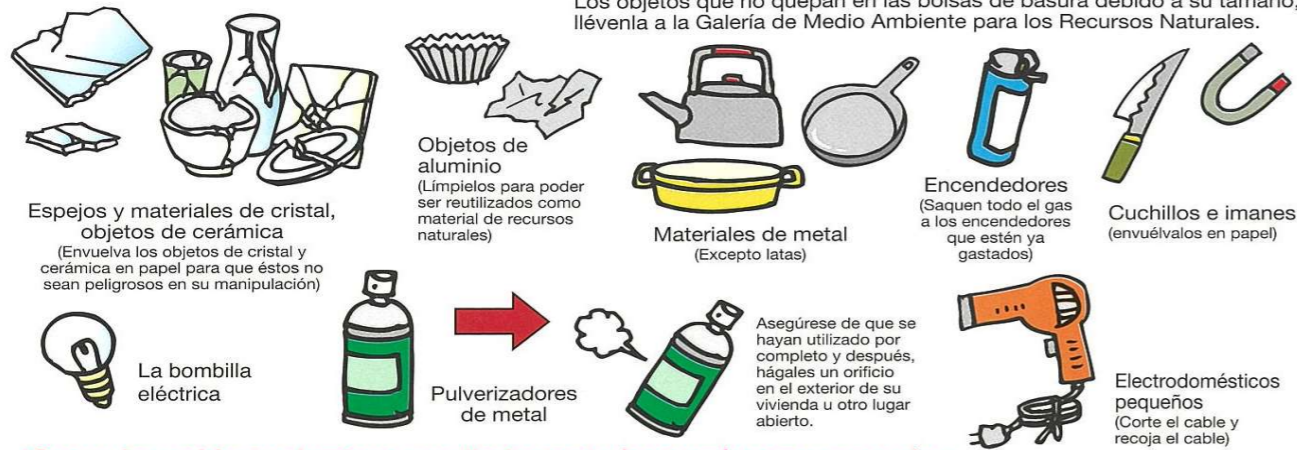 Los objetos que no quepan en las bolsas de basura debido a su tamaño,
llévenla a la Galería de Medio Ambiente para los Recursos Naturales.
Espejos y materiales de cristal,
objetos de cerámica
(Envuelva los objetos de cristal y
cerámica en papel para que éstos no
sean peligrosos en su manipulación)
Objetos de
aluminio
(Límpielos para poder
ser reutilizados como
material de recursos
naturales)
Materiales de metal
(Excepto latas)
Encendedores
(Saquen todo el gas
a los encendedores
que estén ya
gastados)
Cuchillos e imanes
(envuélvalos en papel)
La bombilla
eléctrica
Pulverizadores
de metal
Asegúrese de que se
hayan utilizado por
completo y después,
hágales un orificio
en el exterior de su
vivienda u otro lugar
abierto.
Electrodomésticos
pequeños
(Corte el cable y
recoja el cable)